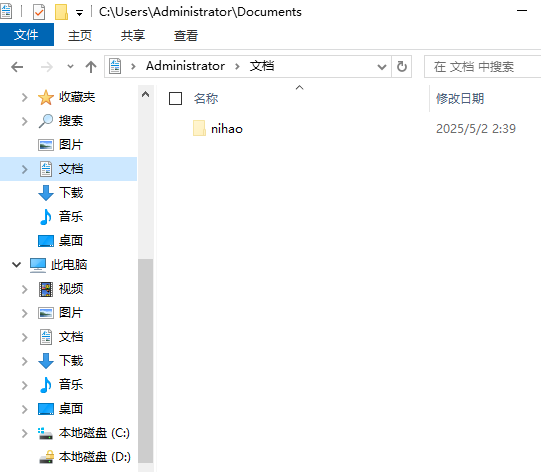 C:\Users\Administrator\Documents
文件 主页 共享 查看
Administrator 文档 在 文档 中搜索
名称 修改日期
nihao 2025/5/2 2:39
收藏夹
搜索
图片
文档
下载
音乐
桌面
此电脑
视频
图片
文档
下载
音乐
桌面
本地磁盘 (C:)
本地磁盘 (D:)